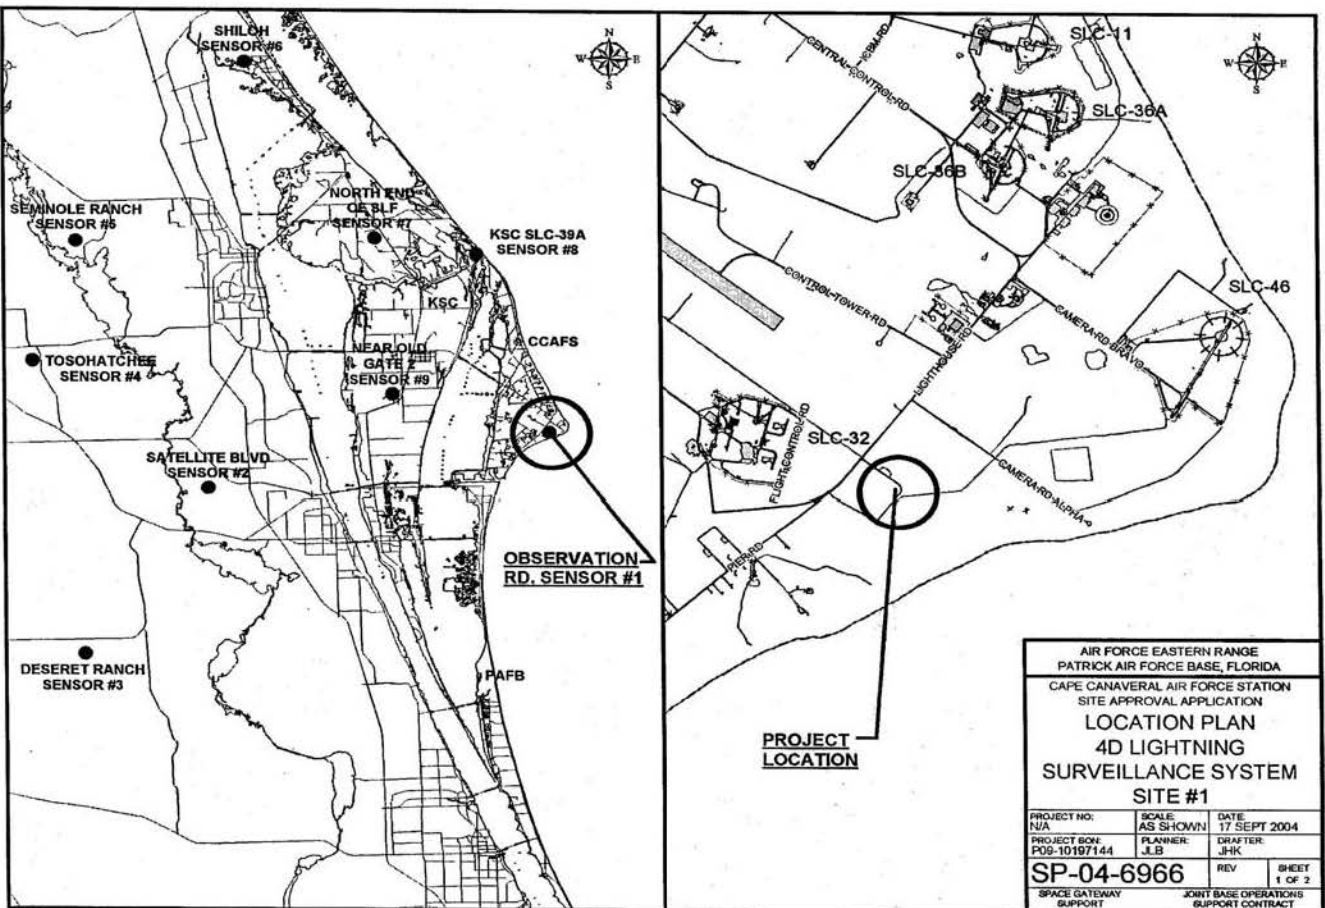 SHILOH
SENSOR #6
N
W
E
S
SEMINOLE RANCH
SENSOR #5
NORTH END
OF SLF
SENSOR #7
KSC SLC-39A
SENSOR #8
KSC
CCAFS
TOSOHATCHEE
SENSOR #4
NEAR OLD
GATE 2
SENSOR #9
SATELLITE BLVD
SENSOR #2
OBSERVATION
RD. SENSOR #1
DESERET RANCH
SENSOR #3
PAFB
CENTRAL CONTROL RD
ICBM RD
SLC-11
N
W
E
S
SLC-36A
SLC-36B
SLC-46
CONTROL TOWER RD
LIGHTHOUSE RD
CAMERA RD BRAVO
SLC-32
FLIGHT CONTROL RD
CAMERA RD ALPHA
PIER RD
PROJECT
LOCATION
AIR FORCE EASTERN RANGE
PATRICK AIR FORCE BASE, FLORIDA
CAPE CANAVERAL AIR FORCE STATION
SITE APPROVAL APPLICATION
LOCATION PLAN
4D LIGHTNING
SURVEILLANCE SYSTEM
SITE #1
PROJECT NO: N/A
SCALE: AS SHOWN
DATE: 17 SEPT 2004
PROJECT BON: P09-10197144
PLANNER: JLB
DRAFTER: JHK
SP-04-6966
REV
SHEET
1 OF 2
SPACE GATEWAY
SUPPORT
JOINT BASE OPERATIONS
SUPPORT CONTRACT